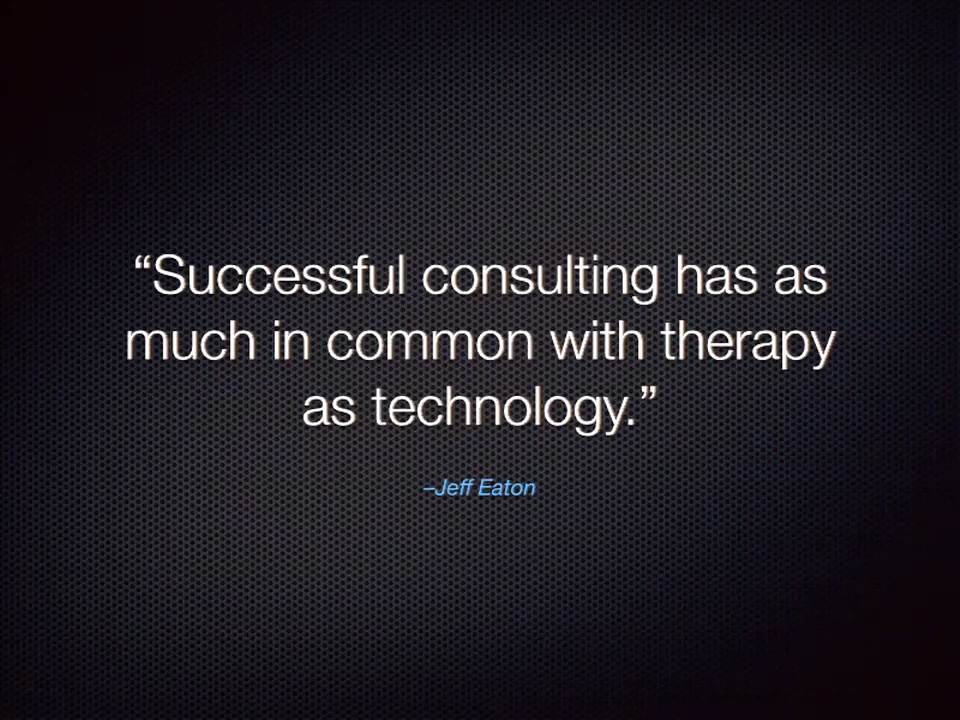 “Successful consulting has as
much in common with therapy
as technology.”
–Jeff Eaton